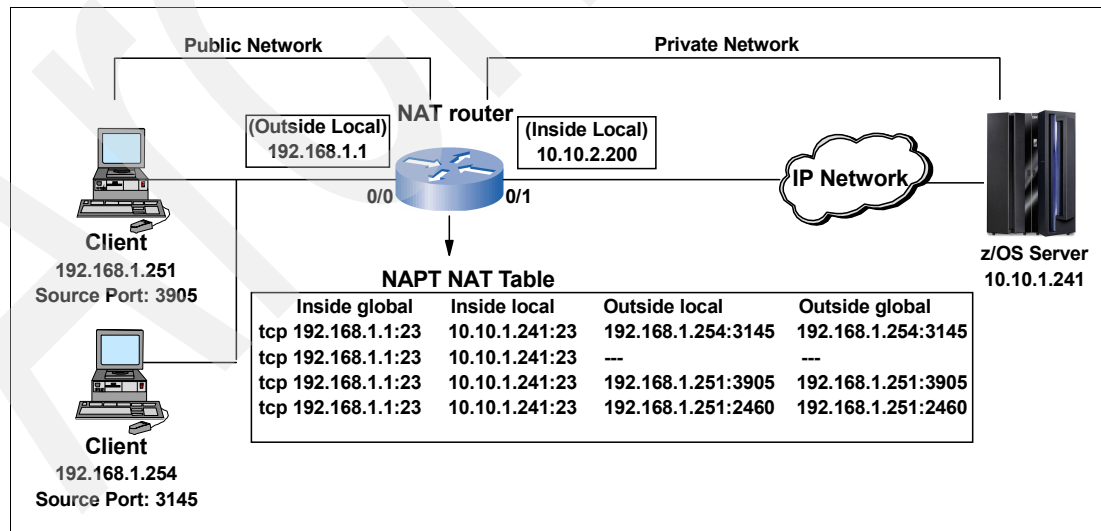 Public Network
Private Network
NAT router
(Outside Local)
192.168.1.1
(Inside Local)
10.10.2.200
0/0
0/1
IP Network
Client
192.168.1.251
Source Port: 3905
z/OS Server
10.10.1.241
NAPT NAT Table
Inside global Inside local Outside local Outside global
tcp 192.168.1.1:23 10.10.1.241:23 192.168.1.254:3145 192.168.1.254:3145
tcp 192.168.1.1:23 10.10.1.241:23 --- ---
tcp 192.168.1.1:23 10.10.1.241:23 192.168.1.251:3905 192.168.1.251:3905
tcp 192.168.1.1:23 10.10.1.241:23 192.168.1.251:2460 192.168.1.251:2460
Client
192.168.1.254
Source Port: 3145